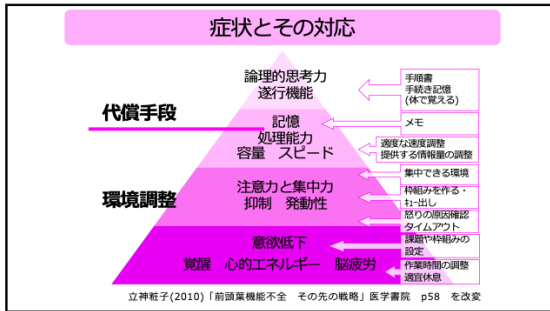 症状とその対応
論理的思考力
遂行機能
手順書
手続き記憶
(体で覚える)
代償手段
記憶
処理能力
容量 スピード
メモ
適度な速度調整
提供する情報量の調整
環境調整
注意力と集中力
抑制 発動性
集中できる環境
枠組みを作る・
ｷｭｰ出し
怒りの原因確認
タイムアウト
意欲低下
覚醒 心的エネルギー 脳疲労
課題や枠組みの
設定
作業時間の調整
適宜休息
立神粧子(2010)「前頭葉機能不全 その先の戦略」医学書院 p58 を改変